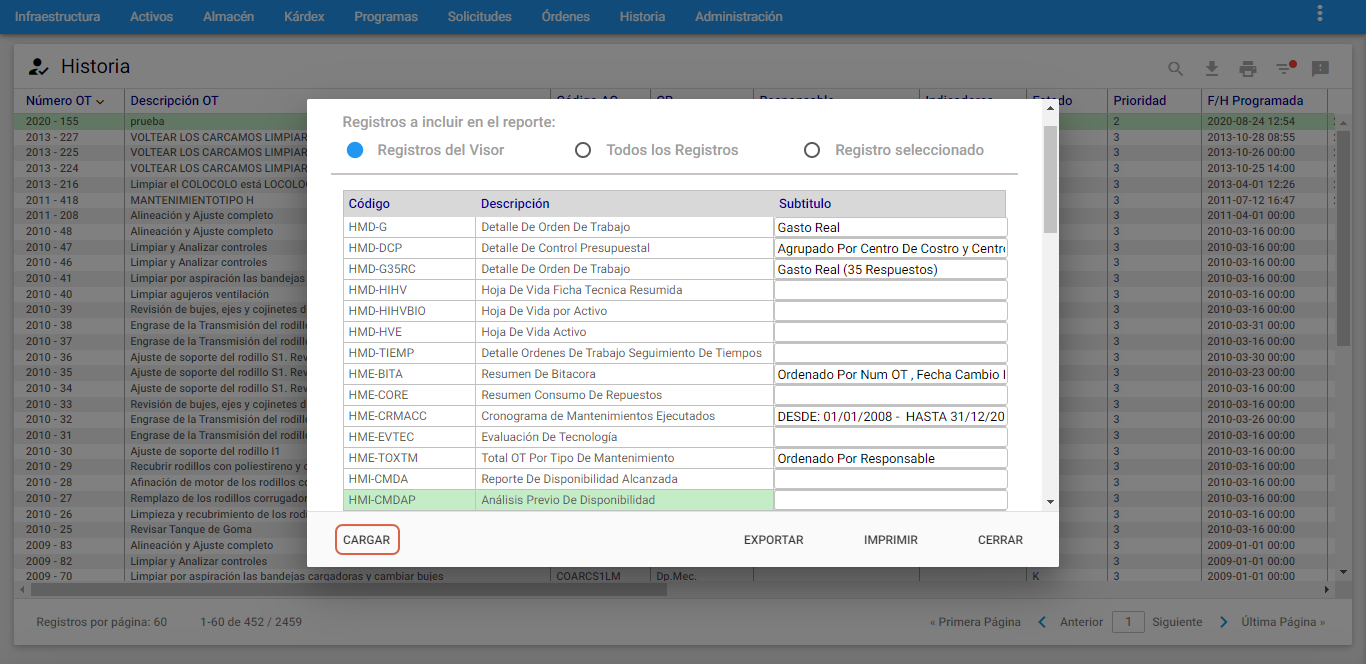 Infraestructura Activos Almacén Kárdex Programas Solicitudes Órdenes Historia Administración
Historia
Número OT Descripción OT Prioridad F/H Programada
Registros a incluir en el reporte:
Registros del Visor Todos los Registros Registro seleccionado
Código Descripción Subtitulo
HMD-G Detalle De Orden De Trabajo Gasto Real
HMD-DCP Detalle De Control Presupuestal Agrupado Por Centro De Costro y Centr
HMD-G35RC Detalle De Orden De Trabajo Gasto Real (35 Respuestos)
HMD-HIHV Hoja De Vida Ficha Tecnica Resumida
HMD-HIHVBIO Hoja De Vida por Activo
HMD-HVE Hoja De Vida Activo
HMD-TIEMP Detalle Ordenes De Trabajo Seguimiento De Tiempos
HME-BITA Resumen De Bitacora Ordenado Por Num OT , Fecha Cambio
HME-CORE Resumen Consumo De Repuestos
HME-CRMACC Cronograma de Mantenimientos Ejecutados DESDE: 01/01/2008 - HASTA 31/12/20
HME-EVTEC Evaluación De Tecnología
HME-TOXTM Total OT Por Tipo De Mantenimiento Ordenado Por Responsable
HMI-CMDA Reporte De Disponibilidad Alcanzada
HMI-CMDAP Análisis Previo De Disponibilidad
CARGAR EXPORTAR IMPRIMIR CERRAR
2020 - 155 prueba 2 2020-08-24 12:54
2013 - 227 VOLTEAR LOS CARCAMOS LIMPIAR 3 2013-10-28 08:55
2013 - 225 VOLTEAR LOS CARCAMOS LIMPIAR 3 2013-10-26 00:00
2013 - 224 VOLTEAR LOS CARCAMOS LIMPIAR 3 2013-10-25 14:00
2013 - 216 Limpiar el COLOCOLO está LOCOLO 3 2013-04-01 12:26
2011 - 418 MANTENIMIENTOTIPO H 3 2011-07-12 16:47
2011 - 208 Alineación y Ajuste completo 3 2011-04-01 00:00
2010 - 48 Alineación y Ajuste completo 3 2010-03-16 00:00
2010 - 47 Limpiar y Analizar controles 3 2010-03-16 00:00
2010 - 46 Limpiar y Analizar controles 3 2010-03-16 00:00
2010 - 41 Limpiar por aspiración las bandejas 3 2010-03-16 00:00
2010 - 40 Limpiar agujeros ventilación 3 2010-03-16 00:00
2010 - 39 Revisión de bujes, ejes y cojinetes d 3 2010-03-16 00:00
2010 - 38 Engrase de la Transmisión del rodill 3 2010-03-31 00:00
2010 - 37 Engrase de la Transmisión del rodill 3 2010-03-16 00:00
2010 - 36 Ajuste de soporte del rodillo S1. Rev 3 2010-03-30 00:00
2010 - 35 Ajuste de soporte del rodillo S1. Rev 3 2010-03-23 00:00
2010 - 34 Ajuste de soporte del rodillo S1. Rev 3 2010-03-16 00:00
2010 - 33 Revisión de bujes, ejes y cojinetes d 3 2010-03-16 00:00
2010 - 32 Engrase de la Transmisión del rodill 3 2010-03-26 00:00
2010 - 31 Engrase de la Transmisión del rodill 3 2010-03-16 00:00
2010 - 30 Ajuste de soporte del rodillo I1 3 2010-03-16 00:00
2010 - 29 Recubrir rodillos con poliestireno y c 3 2010-03-16 00:00
2010 - 28 Afinación de motor de los rodillos c 3 2010-03-16 00:00
2010 - 27 Remplazo de los rodillos corrugador 3 2010-03-16 00:00
2010 - 26 Limpieza y recubrimiento de los rod 3 2010-03-16 00:00
2010 - 25 Revisar Tanque de Goma 3 2010-03-16 00:00
2009 - 83 Alineación y Ajuste completo 3 2009-01-01 00:00
2009 - 82 Limpiar y Analizar controles 3 2009-01-01 00:00
2009 - 70 Limpiar por aspiración las bandejas cargadoras y cambiar bujes COARCS1LM Dp.Mec. K 3 2009-01-01 00:00
Registros por página: 60 1-60 de 452 / 2459 « Primera Página Anterior 1 Siguiente Última Página »